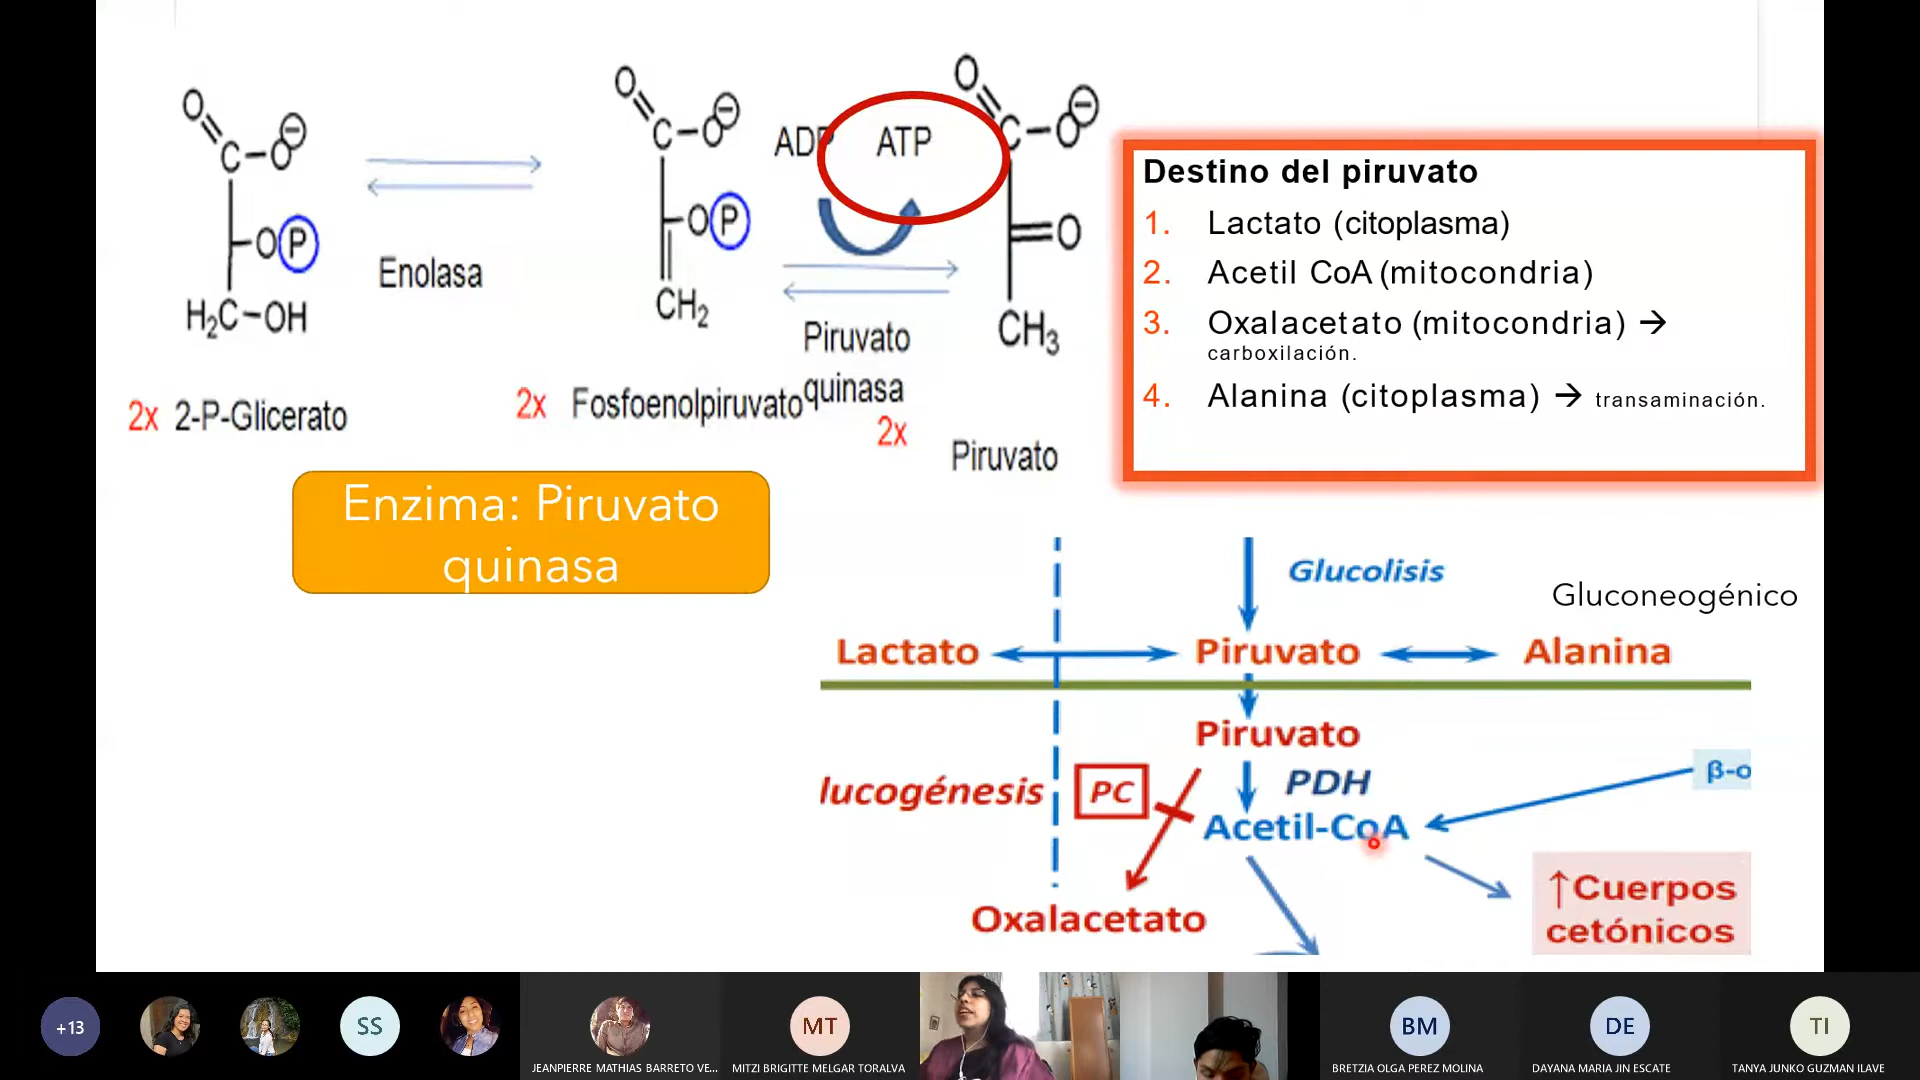 O
C-O⊖
OP
H₂C-OH
2x 2-P-Glicerato
Enolasa
O
C-O⊖
OP
CH₂
2x Fosfoenolpiruvato
ADP ATP
Piruvato
quinasa
2x
O
C-O⊖
=O
CH₃
Piruvato
Destino del piruvato
1. Lactato (citoplasma)
2. Acetil CoA (mitocondria)
3. Oxalacetato (mitocondria) →
carboxilación.
4. Alanina (citoplasma) → transaminación.
Enzima: Piruvato
quinasa
Glucolisis
Gluconeogénico
Lactato Piruvato Alanina
Piruvato
lucogénesis PC PDH β-o
Acetil-CoA
↑Cuerpos
cetónicos
Oxalacetato
+13
SS
MT
BM
DE
TI
JEANPIERRE MATHIAS BARRETO VE...
MITZI BRIGITTE MELGAR TORALVA
BRETZIA OLGA PEREZ MOLINA
DAYANA MARIA JIN ESCATE
TANYA JUNKO GUZMAN ILAVE